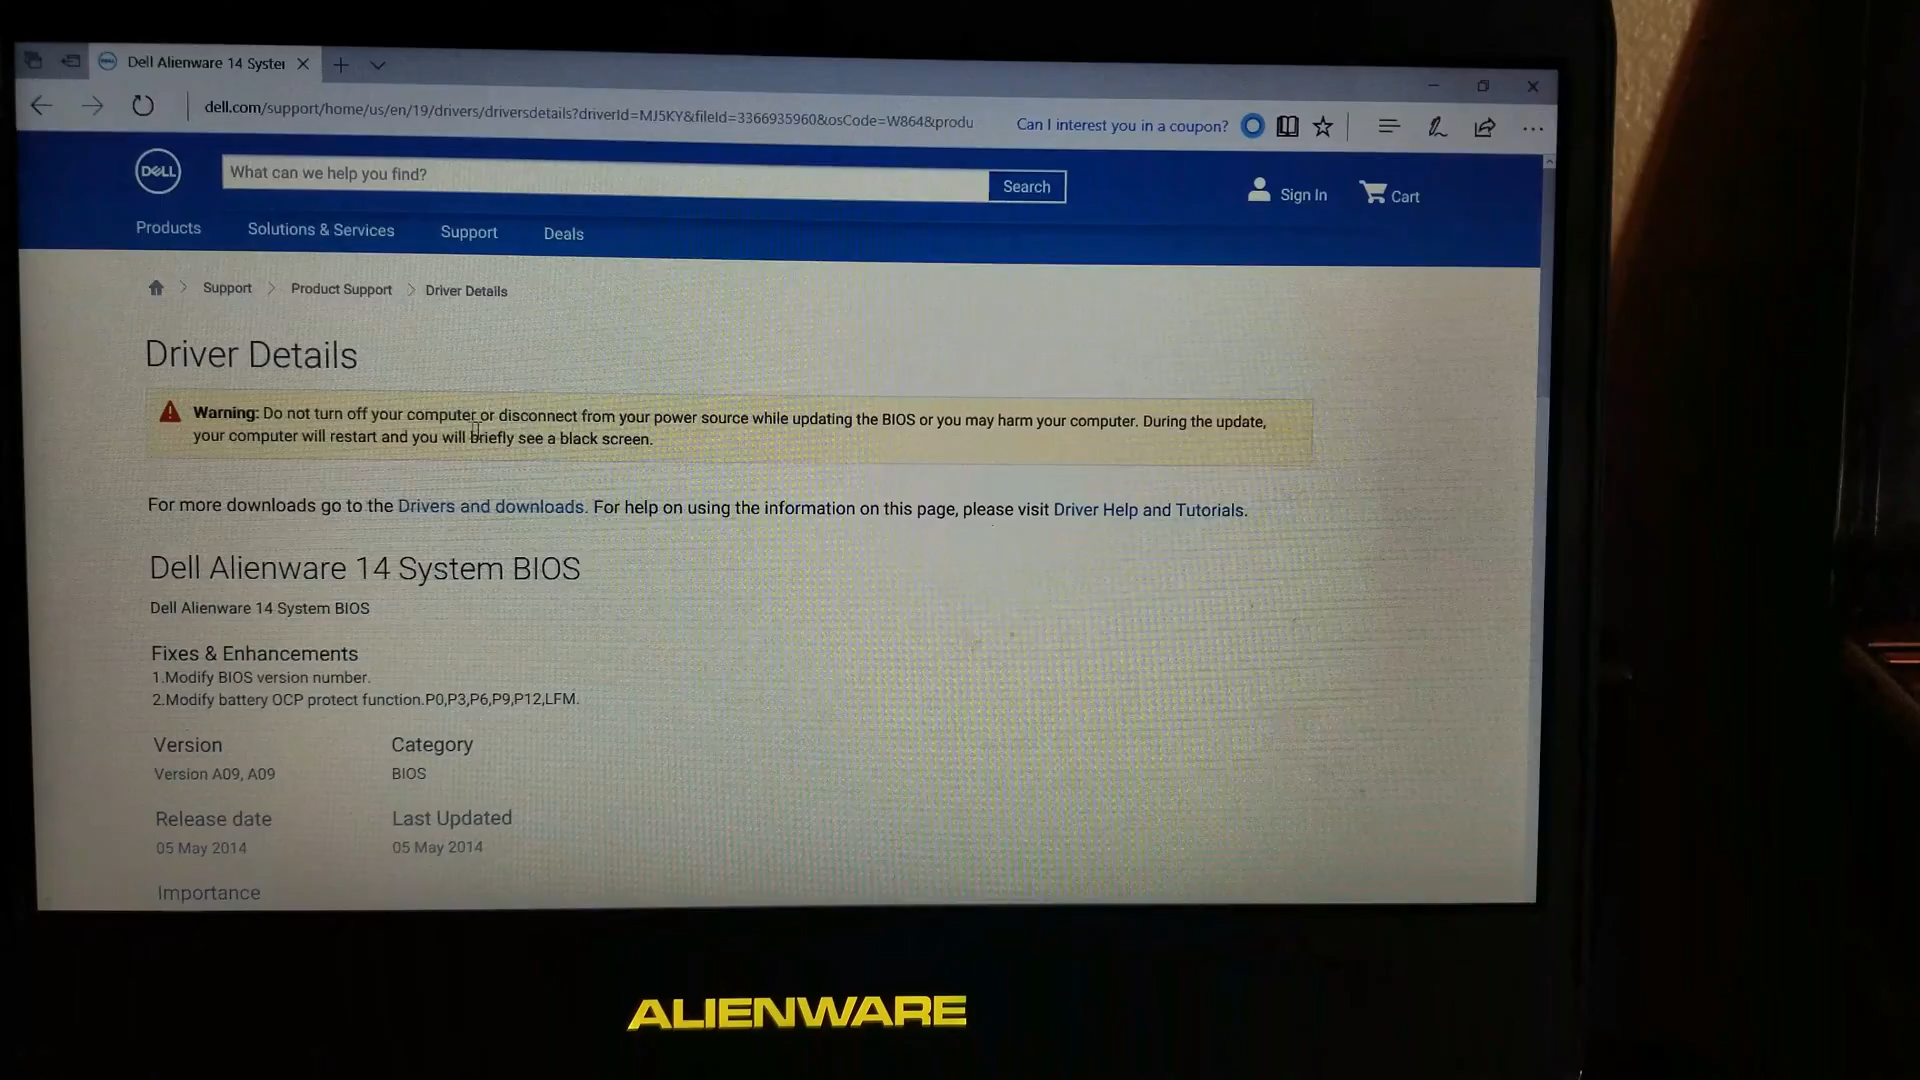 Dell Alienware 14 Syster
dell.com/support/home/us/en/19/drivers/driversdetails?driverId=MJ5KY&fileId=3366935960&osCode=W864&produ
Can I interest you in a coupon?
DELL
What can we help you find?
Search
Sign In
Cart
Products
Solutions & Services
Support
Deals
Support
Product Support
Driver Details
Driver Details
Warning: Do not turn off your computer or disconnect from your power source while updating the BIOS or you may harm your computer. During the update,
your computer will restart and you will briefly see a black screen.
For more downloads go to the Drivers and downloads. For help on using the information on this page, please visit Driver Help and Tutorials.
Dell Alienware 14 System BIOS
Dell Alienware 14 System BIOS
Fixes & Enhancements
1.Modify BIOS version number.
2.Modify battery OCP protect function.P0,P3,P6,P9,P12,LFM.
Version
Category
Version A09, A09
BIOS
Release date
Last Updated
05 May 2014
05 May 2014
Importance
ALIENWARE